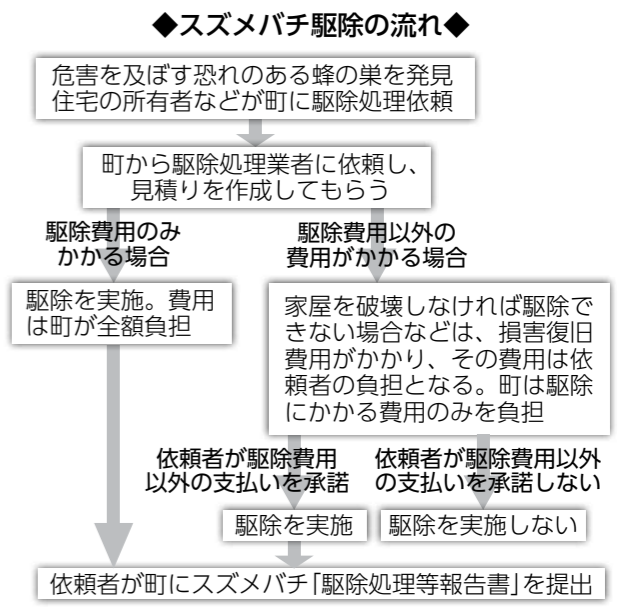 ◆スズメバチ駆除の流れ◆
危害を及ぼす恐れのある蜂の巣を発見
住宅の所有者などが町に駆除処理依頼
町から駆除処理業者に依頼し、
見積りを作成してもらう
駆除費用のみ
かかる場合
駆除費用以外の
費用がかかる場合
駆除を実施。費用
は町が全額負担
家屋を破壊しなければ駆除で
きない場合などは、損害復旧
費用がかかり、その費用は依
頼者の負担となる。町は駆除
にかかる費用のみを負担
依頼者が駆除費用
以外の支払いを承諾
依頼者が駆除費用以外
の支払いを承諾しない
駆除を実施
駆除を実施しない
依頼者が町にスズメバチ「駆除処理等報告書」を提出